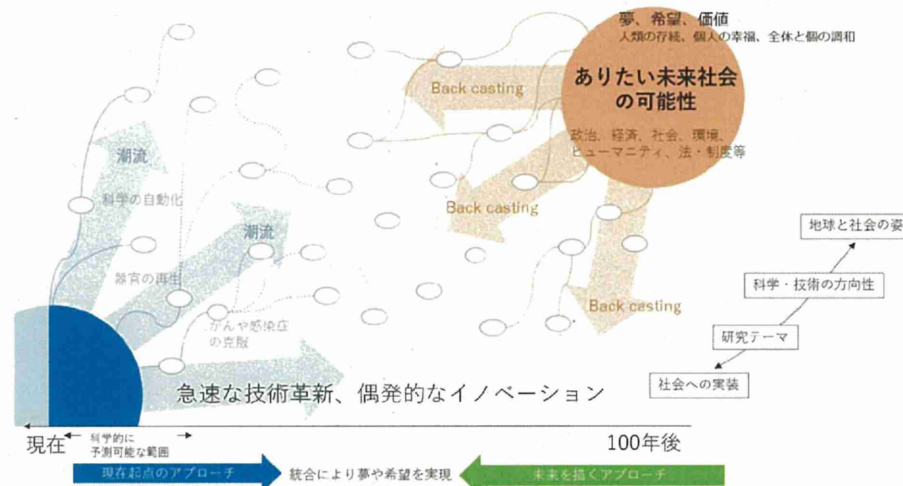 夢、希望、価値
人類の存続、個人の幸福、全体と個の調和
ありたい未来社会
の可能性
政治、経済、社会、環境、
ヒューマニティ、法・制度等
Back casting
Back casting
Back casting
潮流
科学の自動化
潮流
器官の再生
がんや感染症
の克服
急速な技術革新、偶発的なイノベーション
地球と社会の姿
科学・技術の方向性
研究テーマ
社会への実装
現在
科学的に
予測可能な範囲
100年後
現在起点のアプローチ
統合により夢や希望を実現
未来を描くアプローチ